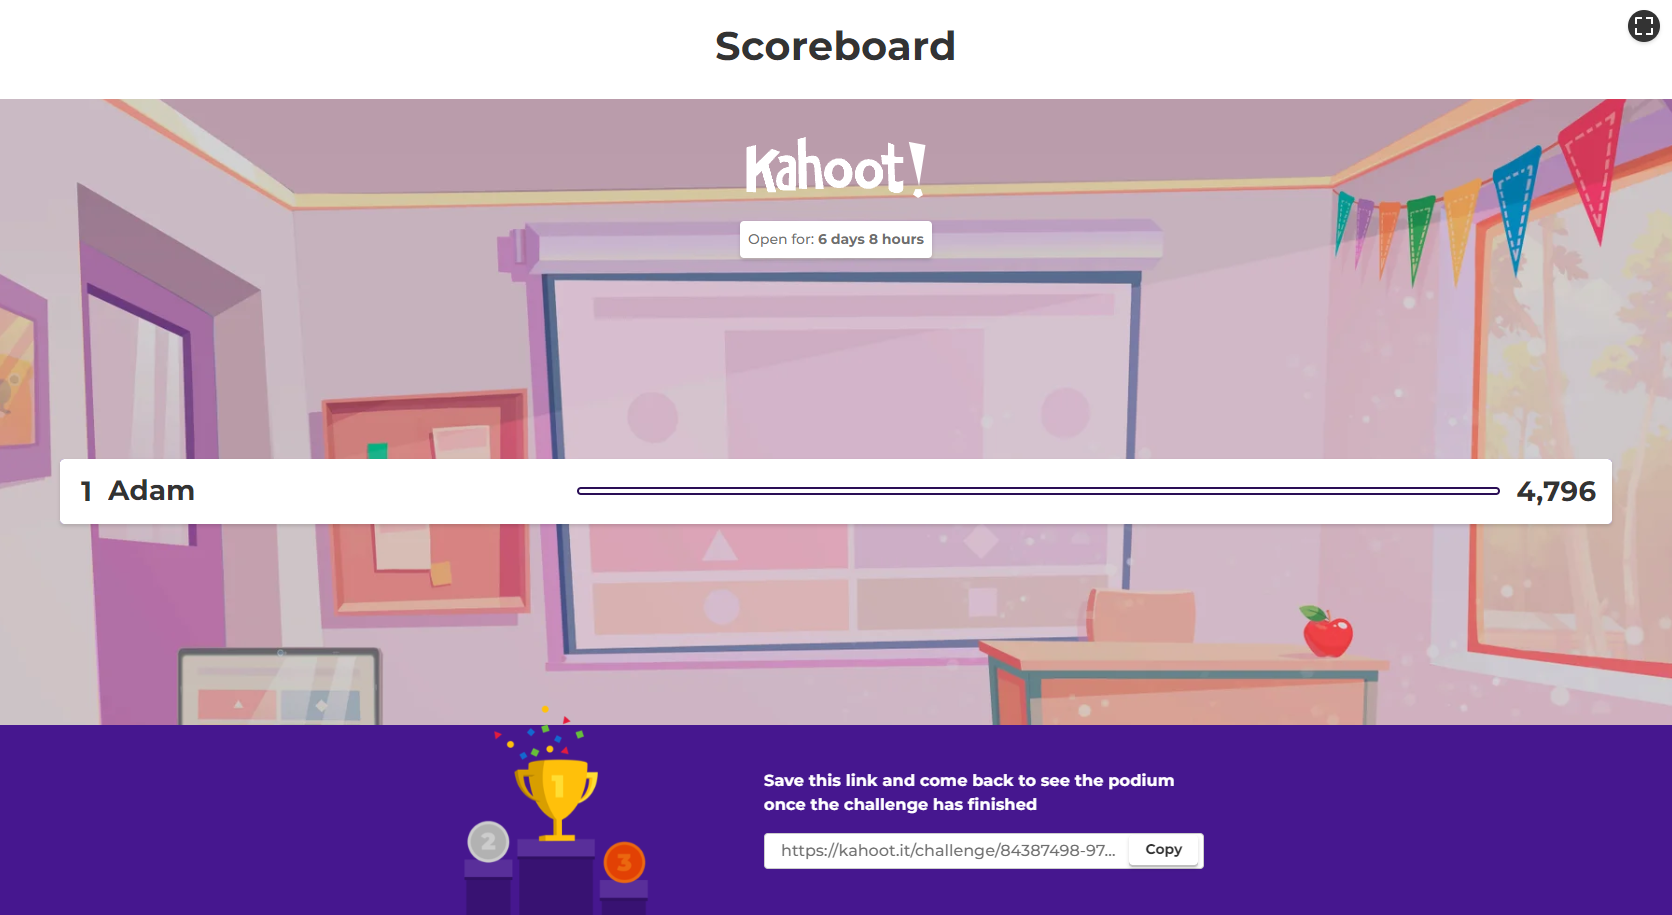 Scoreboard
Kahoot!
Open for: 6 days 8 hours
1 Adam 4,796
1
2
3
Save this link and come back to see the podium
once the challenge has finished
https://kahoot.it/challenge/84387498-97... Copy